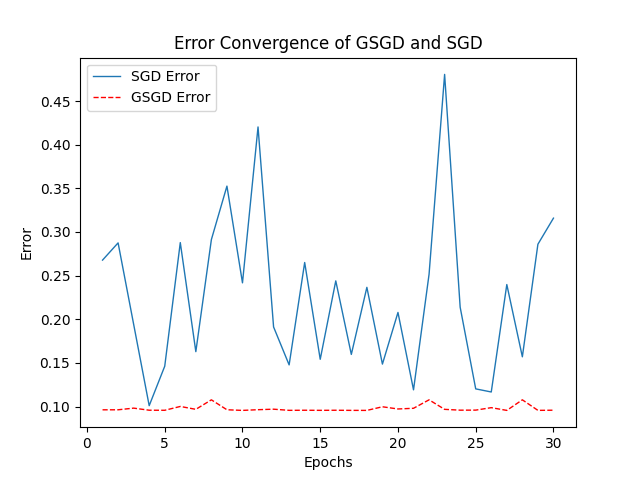 Error Convergence of GSGD and SGD
SGD Error
GSGD Error
Error
0.45
0.40
0.35
0.30
0.25
0.20
0.15
0.10
0 5 10 15 20 25 30
Epochs